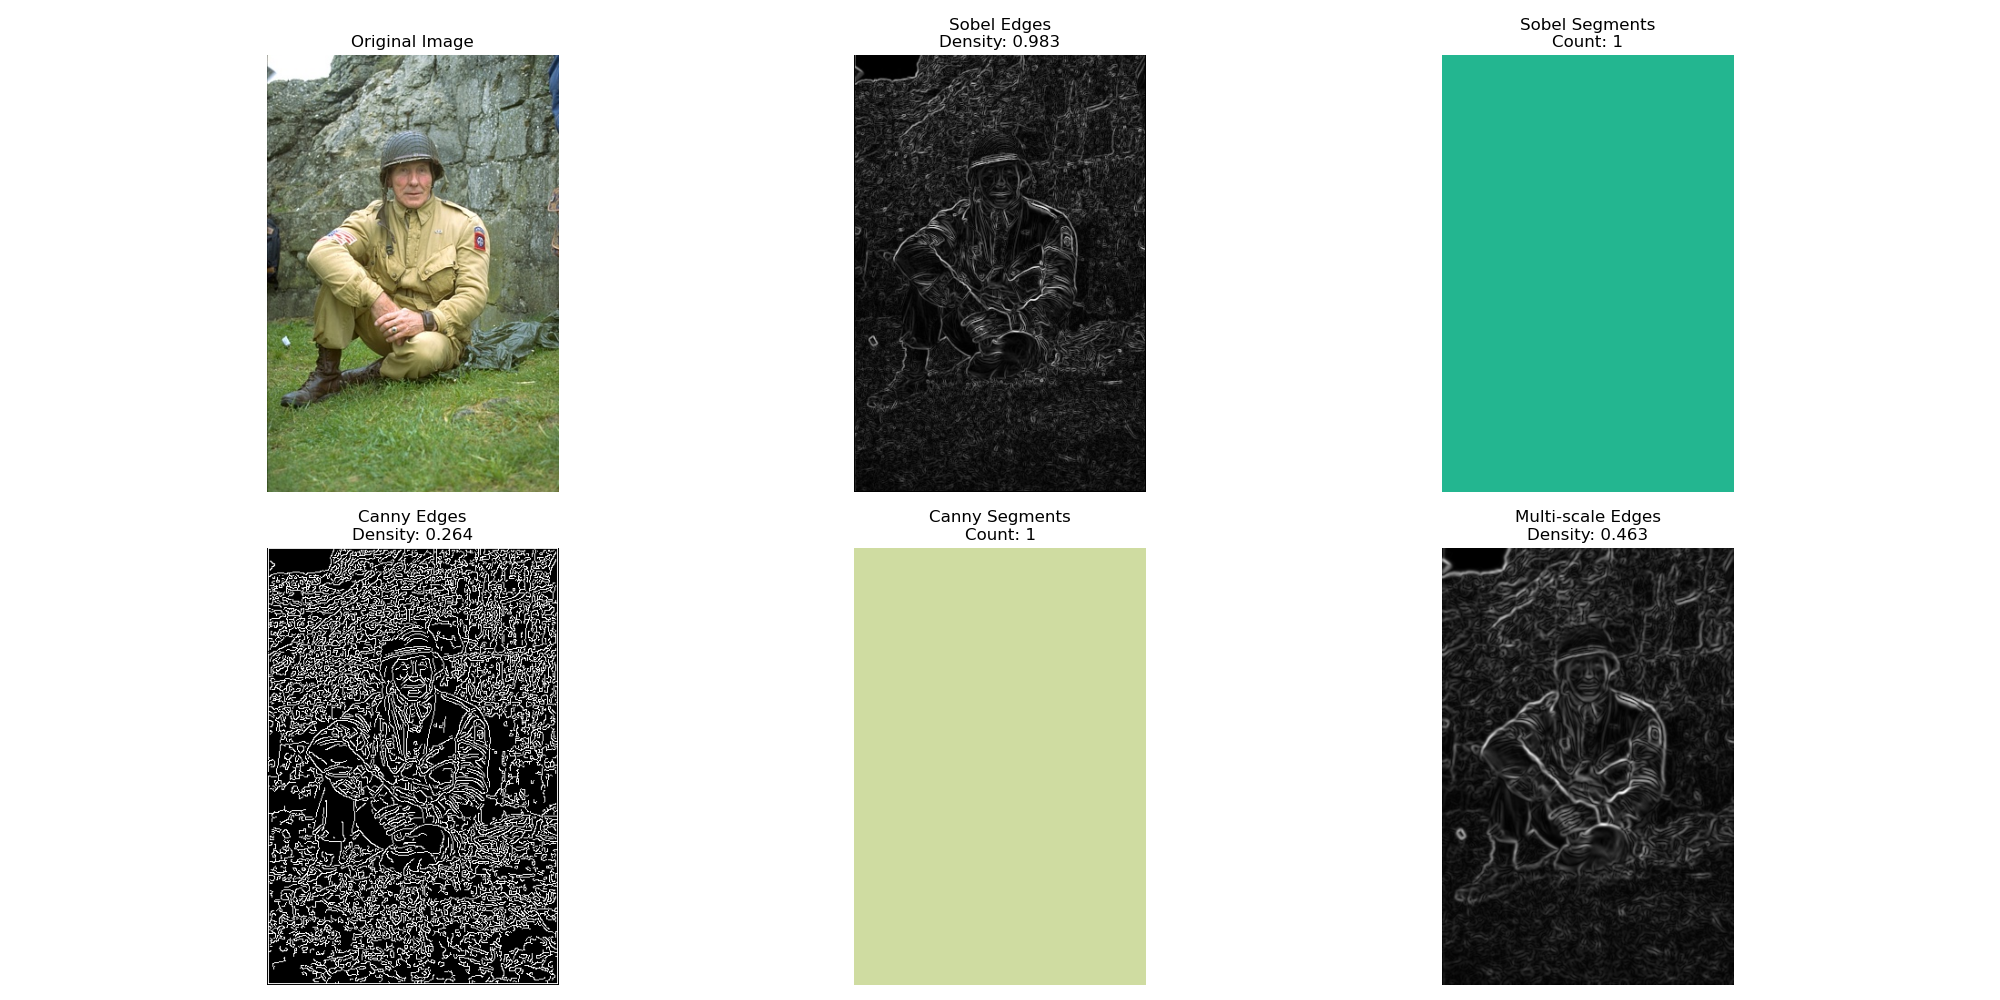 Original Image
Sobel Edges
Density: 0.983
Sobel Segments
Count: 1
Canny Edges
Density: 0.264
Canny Segments
Count: 1
Multi-scale Edges
Density: 0.463